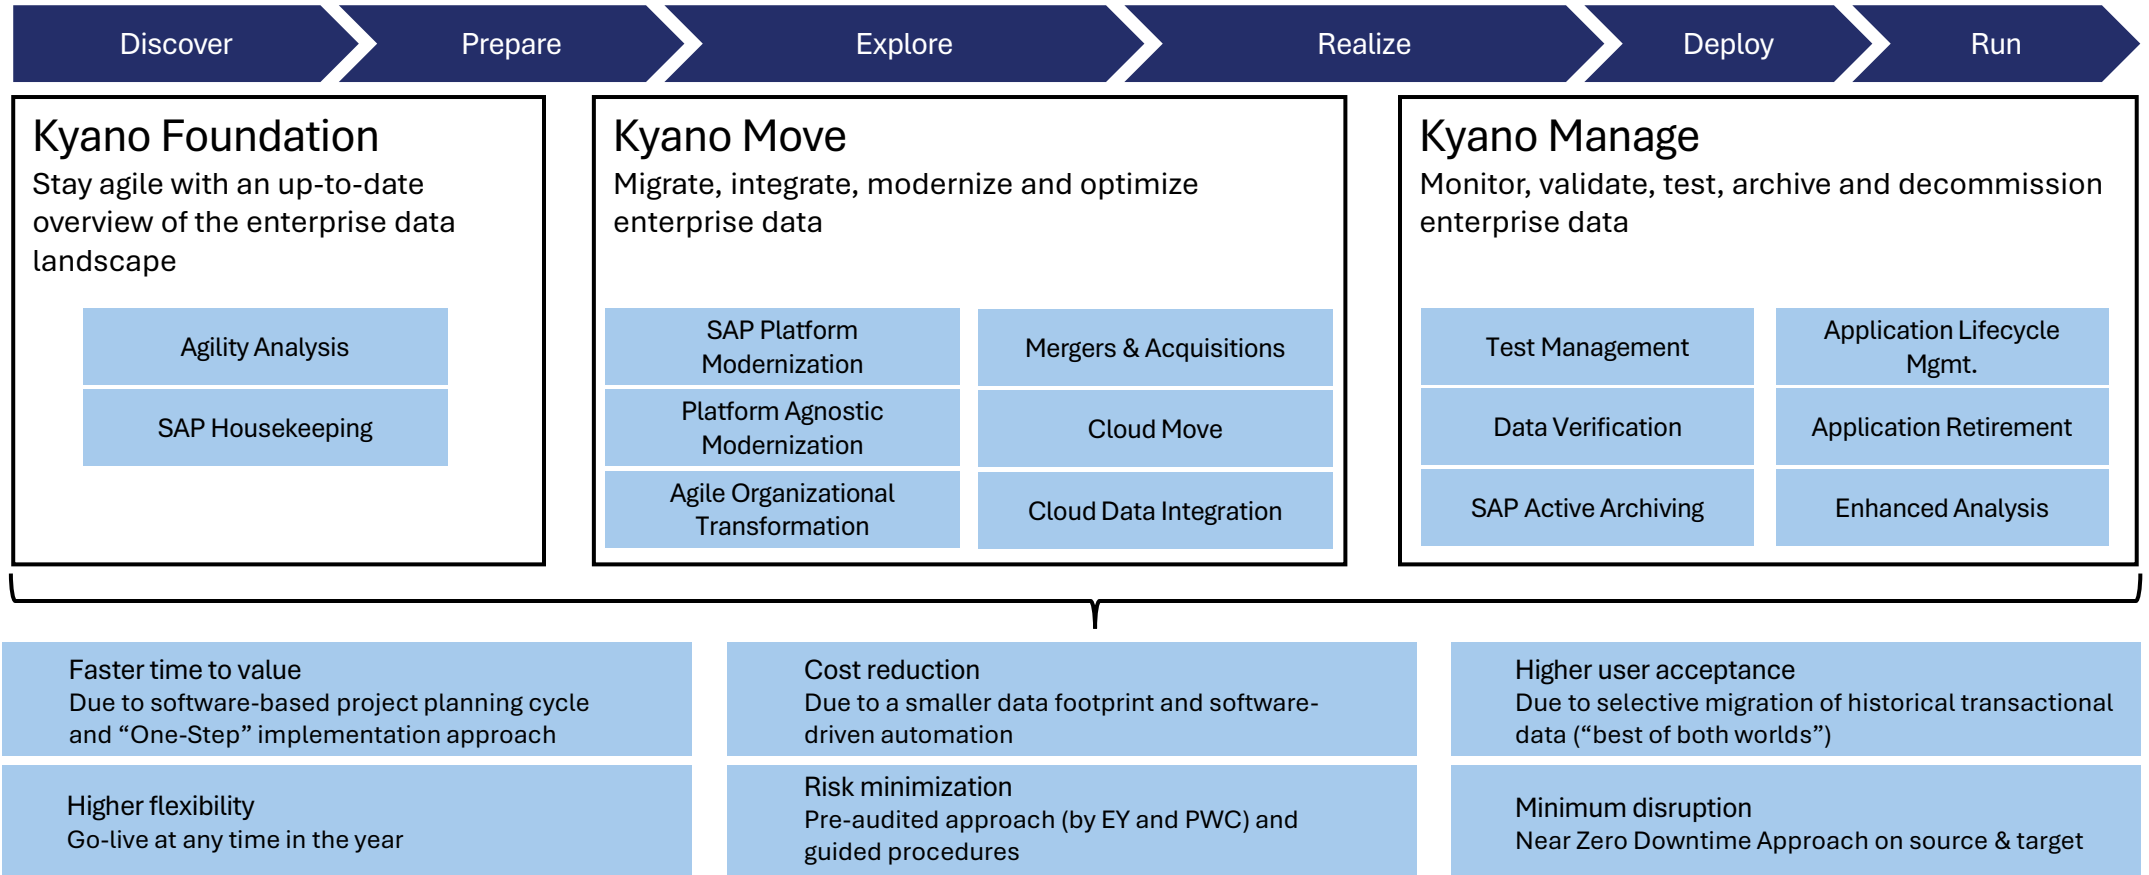 Discover
Prepare
Explore
Realize
Deploy
Run
Kyano Foundation
Stay agile with an up-to-date
overview of the enterprise data
landscape
Agility Analysis
SAP Housekeeping
Kyano Move
Migrate, integrate, modernize and optimize
enterprise data
SAP Platform
Modernization
Mergers & Acquisitions
Platform Agnostic
Modernization
Cloud Move
Agile Organizational
Transformation
Cloud Data Integration
Kyano Manage
Monitor, validate, test, archive and decommission
enterprise data
Test Management
Application Lifecycle
Mgmt.
Data Verification
Application Retirement
SAP Active Archiving
Enhanced Analysis
Faster time to value
Due to software-based project planning cycle
and “One-Step” implementation approach
Cost reduction
Due to a smaller data footprint and software-
driven automation
Higher user acceptance
Due to selective migration of historical transactional
data (“best of both worlds”)
Higher flexibility
Go-live at any time in the year
Risk minimization
Pre-audited approach (by EY and PWC) and
guided procedures
Minimum disruption
Near Zero Downtime Approach on source & target